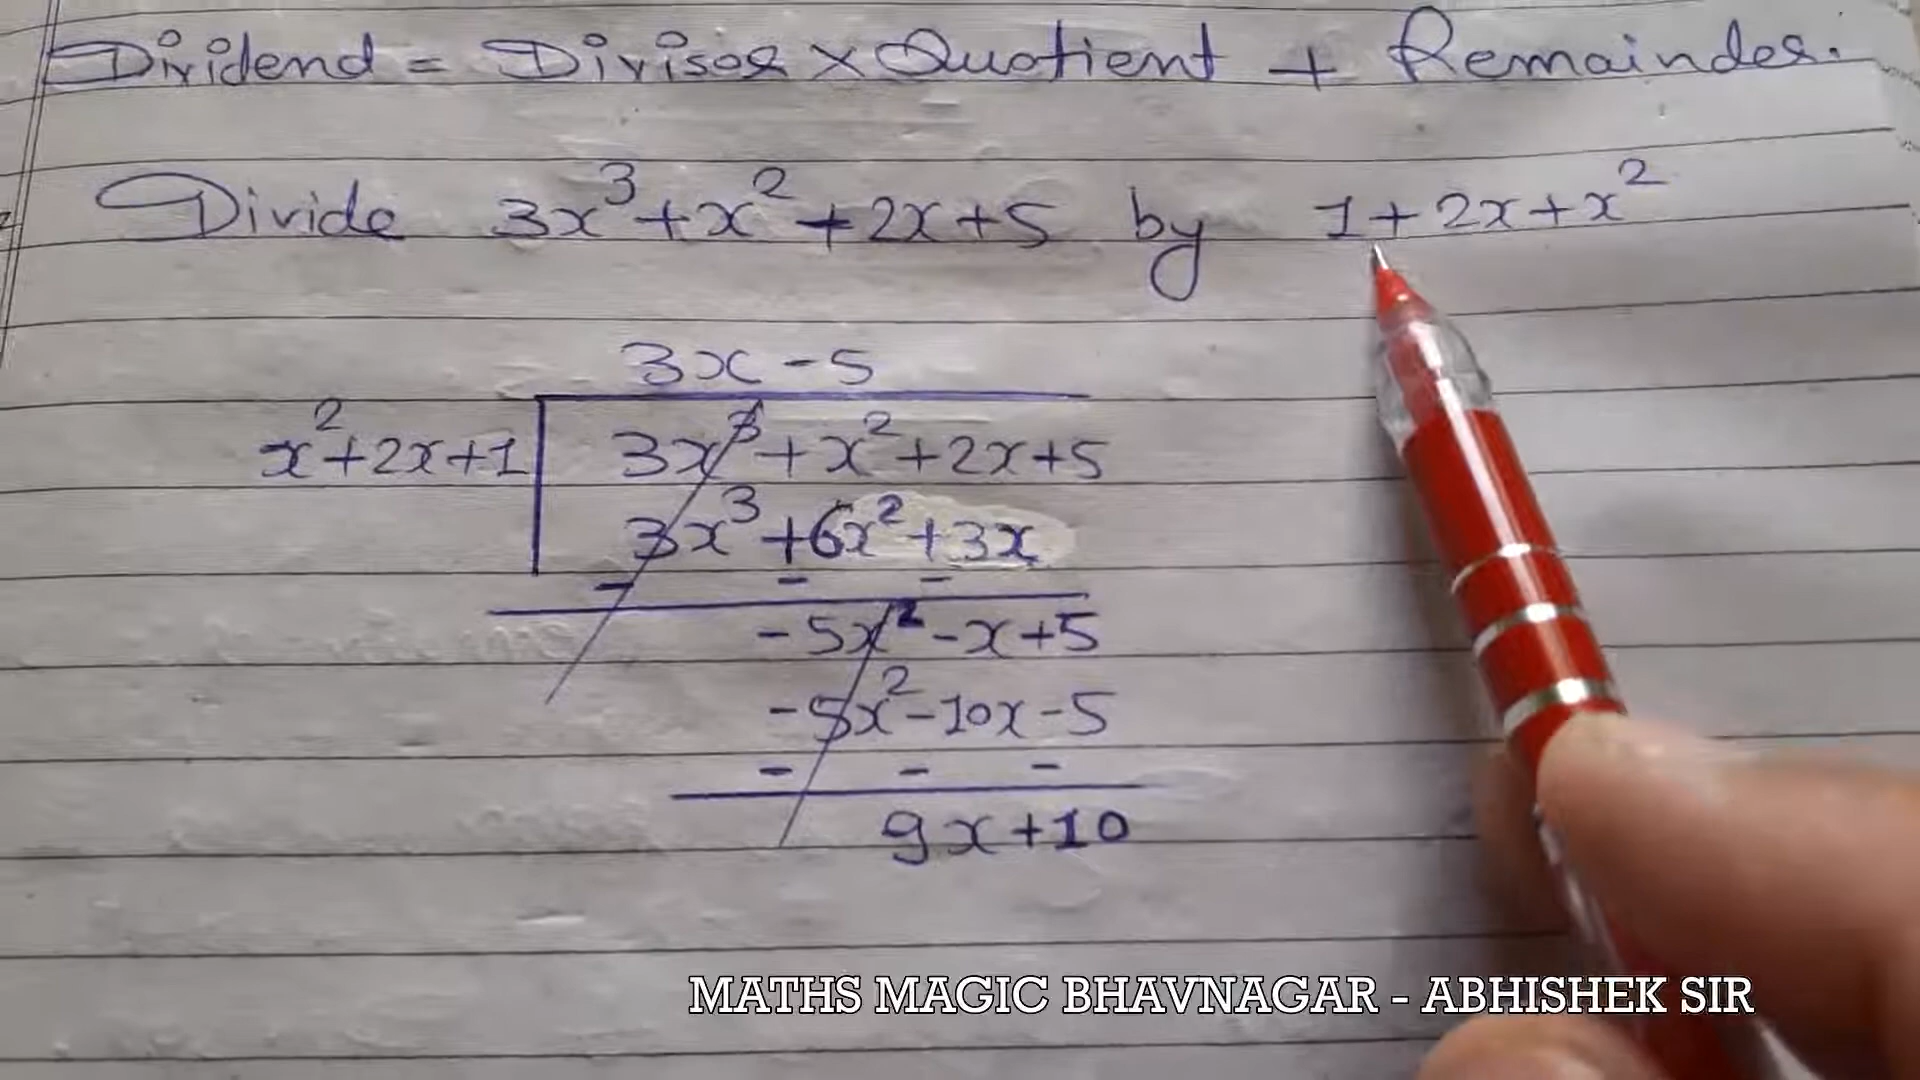 Dividend = Divisor × Quotient + Remainder.
Divide 3x³ + x² + 2x + 5 by 1 + 2x + x²
3x - 5
x² + 2x + 1 3x³ + x² + 2x + 5
3x³ + 6x² + 3x
- - -
- 5x² - x + 5
- 5x² - 10x - 5
- - -
9x + 10
MATHS MAGIC BHAVNAGAR - ABHISHEK SIR